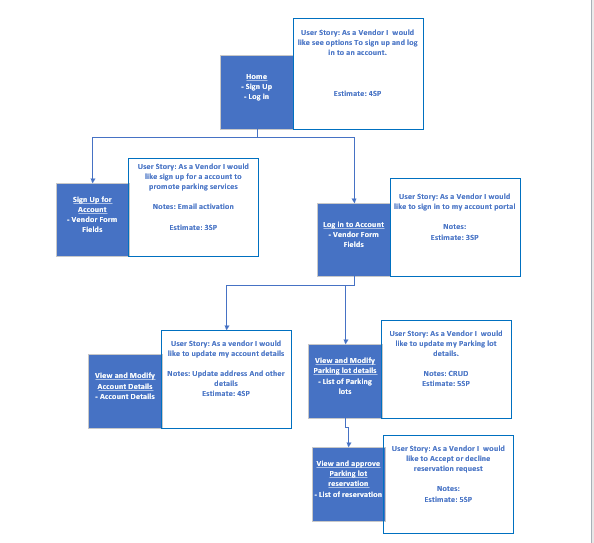 User Story: As a Vendor I  would
like see options To sign up and log
in to an account.
Estimate: 4SP
Home
- Sign Up
- Log in
User Story: As a Vendor I would
like sign up for a account to
promote parking services
Notes: Email activation
Estimate: 3SP
Sign Up for
Account
- Vendor Form
Fields
User Story: As a Vendor I would
like to sign in to my account portal
Notes:
Estimate: 3SP
Log in to Account
- Vendor Form
Fields
User Story: As a vendor I would
like to update my account details
Notes: Update address And other
details
Estimate: 4SP
View and Modify
Account Details
- Account Details
User Story: As a Vendor I  would
like to update my Parking lot
details.
Notes: CRUD
Estimate: 5SP
View and Modify
Parking lot details
- List of Parking
lots
User Story: As a Vendor I  would
like to Accept or decline
reservation request
Notes:
Estimate: 5SP
View and approve
Parking lot
reservation
- List of reservation